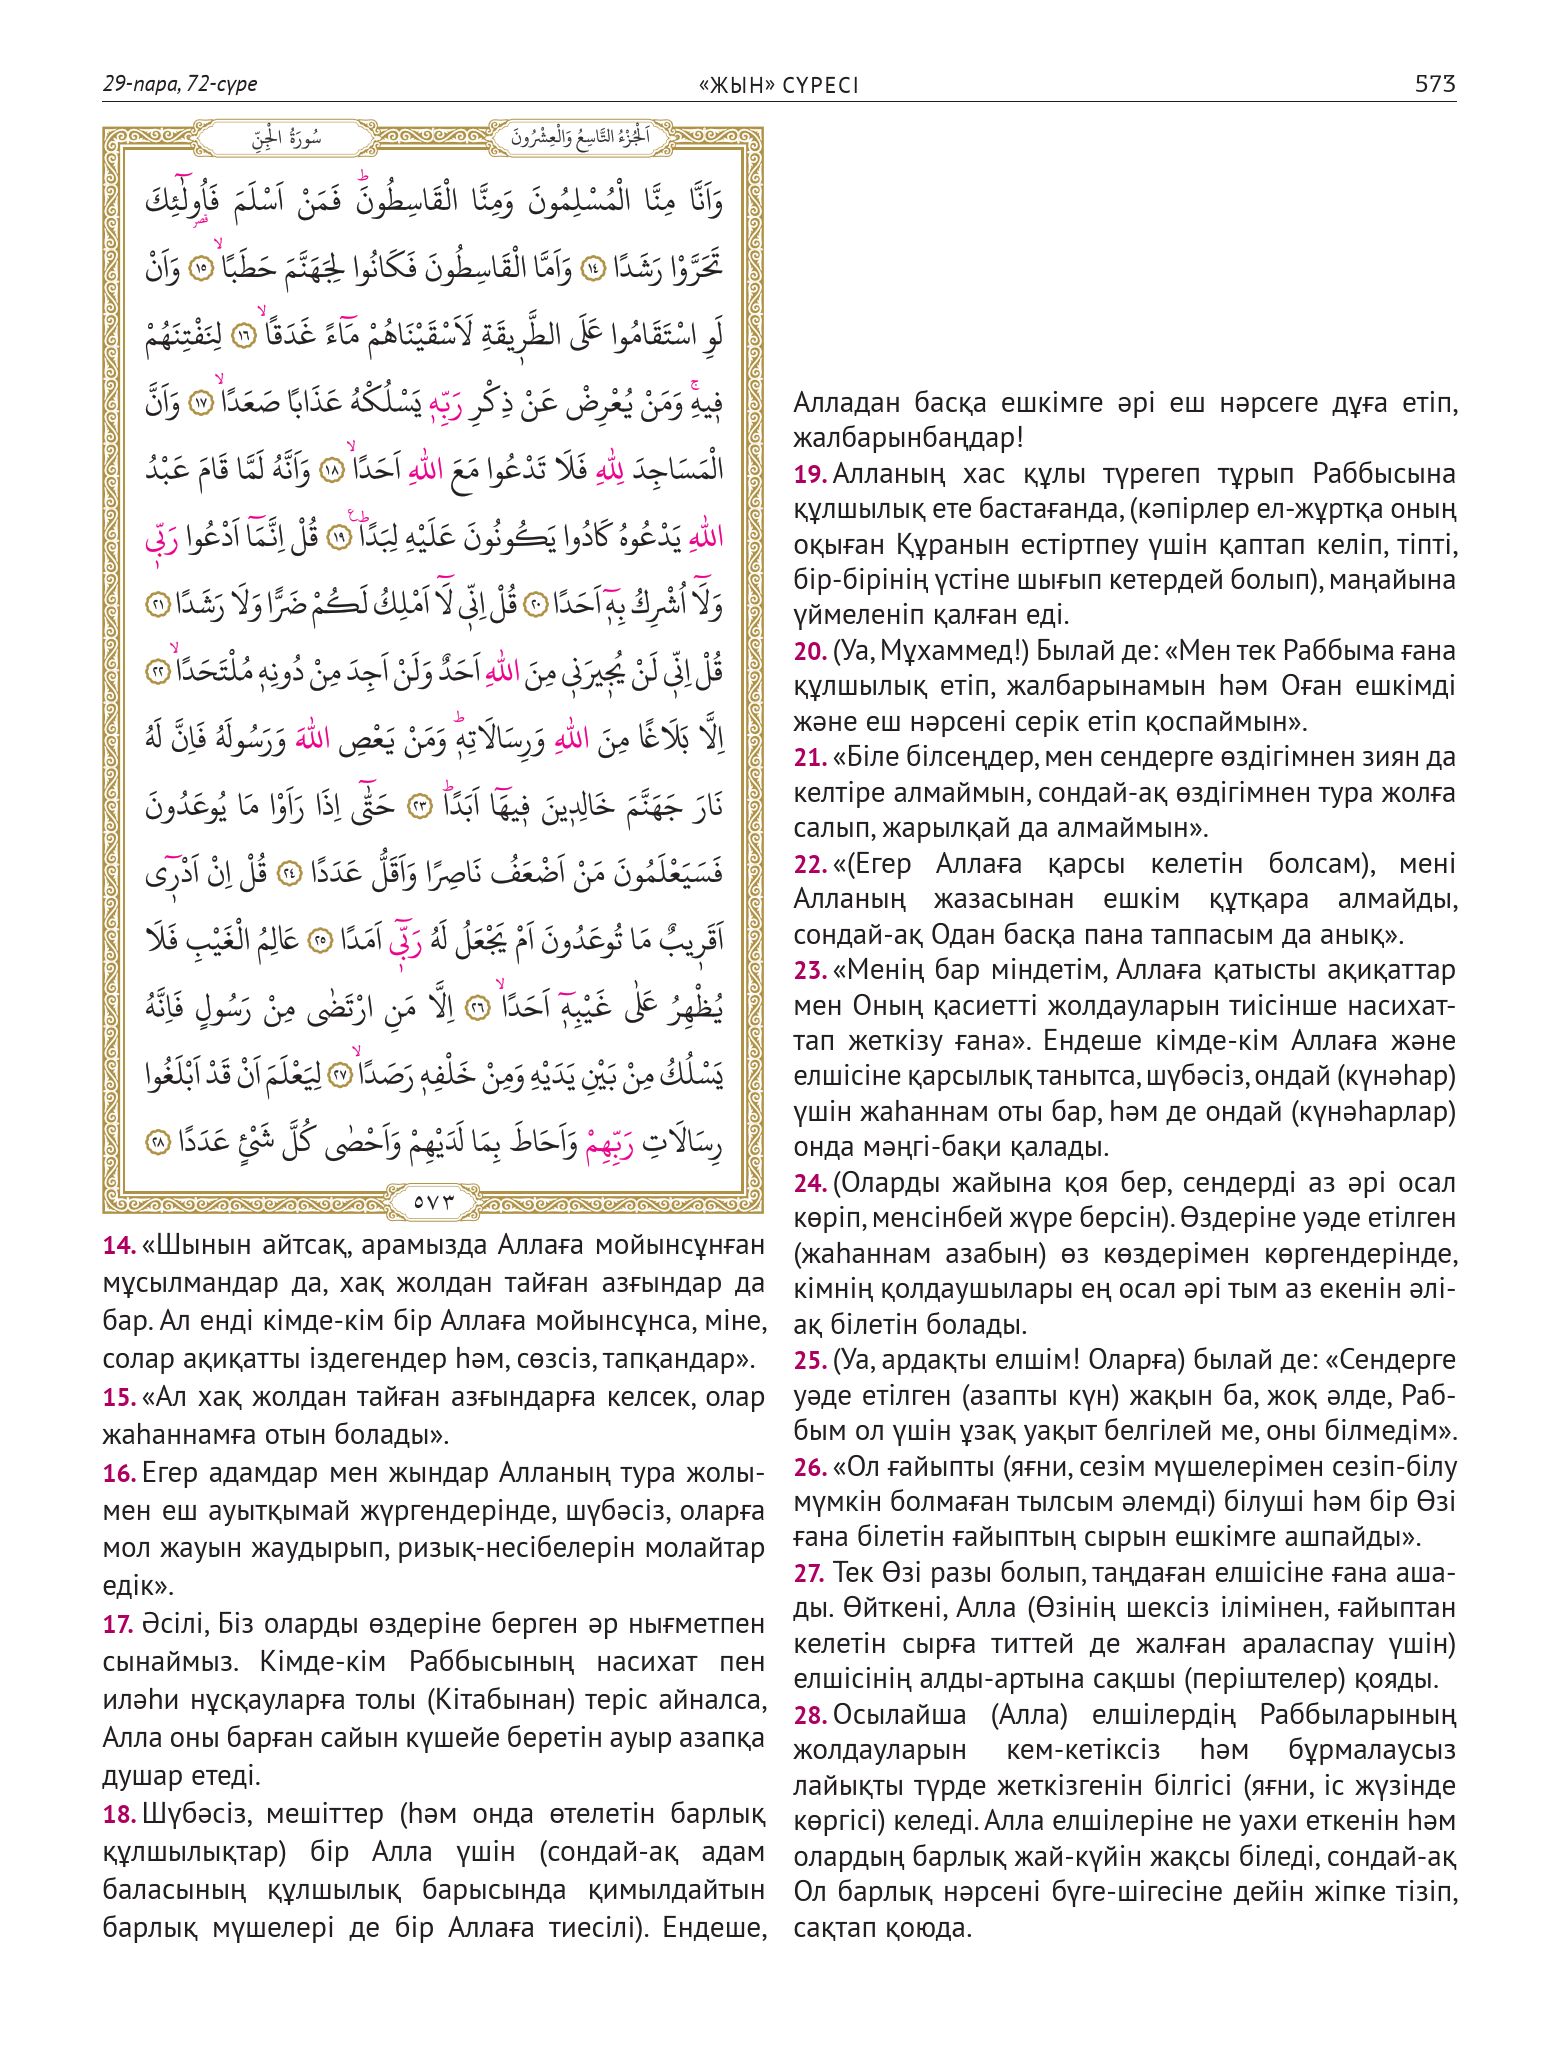 29-пара, 72-сүре
«ЖЫН» СҮРЕСІ
573
سُورَةُ الْجِنِّ
اَلْجُزْءُ التَّاسِعُ وَالْعِشْرُونَ
وَاَنَّا مِنَّا الْمُسْلِمُونَ وَمِنَّا الْقَاسِطُونَۜ فَمَنْ اَسْلَمَ فَاُو۬لٰٓئِكَ
تَحَرَّوْا رَشَدًا ﴿١٤﴾ وَاَمَّا الْقَاسِطُونَ فَكَانُوا لِجَهَنَّمَ حَطَبًاۙ ﴿١٥﴾ وَاَنْ
لَوِ اسْتَقَامُوا عَلَى الطَّر۪يقَةِ لَاَسْقَيْنَاهُمْ مَٓاءً غَدَقًاۙ ﴿١٦﴾ لِنَفْتِنَهُمْ
ف۪يهِۚ وَمَنْ يُعْرِضْ عَنْ ذِكْرِ رَبِّه۪ يَسْلُكْهُ عَذَابًا صَعَدًاۙ ﴿١٧﴾ وَاَنَّ
الْمَسَاجِدَ لِلّٰهِ فَلَا تَدْعُوا مَعَ اللّٰهِ اَحَدًاۙ ﴿١٨﴾ وَاَنَّهُ لَمَّا قَامَ عَبْدُ
اللّٰهِ يَدْعُوهُ كَادُوا يَكُونُونَ عَلَيْهِ لِبَدًاۜ ﴿١٩﴾ قُلْ اِنَّمَٓا اَدْعُوا رَبّ۪ي
وَلَٓا اُشْرِكُ بِه۪ٓ اَحَدًا ﴿٢٠﴾ قُلْ اِنّ۪ي لَٓا اَمْلِكُ لَكُمْ ضَرًّا وَلَا رَشَدًا ﴿٢١﴾
قُلْ اِنّ۪ي لَنْ يُج۪يرَن۪ي مِنَ اللّٰهِ اَحَدٌ وَلَنْ اَجِدَ مِنْ دُونِه۪ مُلْتَحَدًاۙ ﴿٢٢﴾
اِلَّا بَلَاغًا مِنَ اللّٰهِ وَرِسَالَاتِه۪ۜ وَمَنْ يَعْصِ اللّٰهَ وَرَسُولَهُ فَاِنَّ لَهُ
نَارَ جَهَنَّمَ خَالِد۪ينَ ف۪يهَٓا اَبَدًاۜ ﴿٢٣﴾ حَتّٰٓى اِذَا رَاَوْا مَا يُوعَدُونَ
فَسَيَعْلَمُونَ مَنْ اَضْعَفُ نَاصِرًا وَاَقَلُّ عَدَدًا ﴿٢٤﴾ قُلْ اِنْ اَدْر۪ٓي
اَقَر۪يبٌ مَا تُوعَدُونَ اَمْ يَجْعَلُ لَهُ رَبّ۪ٓي اَمَدًا ﴿٢٥﴾ عَالِمُ الْغَيْبِ فَلَا
يُظْهِرُ عَلٰى غَيْبِه۪ٓ اَحَدًاۙ ﴿٢٦﴾ اِلَّا مَنِ ارْتَضٰى مِنْ رَسُولٍ فَاِنَّهُ
يَسْلُكُ مِنْ بَيْنِ يَدَيْهِ وَمِنْ خَلْفِه۪ رَصَدًاۙ ﴿٢٧﴾ لِيَعْلَمَ اَنْ قَدْ اَبْلَغُوا
رِسَالَاتِ رَبِّهِمْ وَاَحَاطَ بِمَا لَدَيْهِمْ وَاَحْصٰى كُلَّ شَيْءٍ عَدَدًا ﴿٢٨﴾
٥٧٣
14. «Шынын айтсақ, арамызда Аллаға мойынсұнған
мұсылмандар да, хақ жолдан тайған азғындар да
бар. Ал енді кімде-кім бір Аллаға мойынсұнса, міне,
солар ақиқатты іздегендер һәм, сөзсіз, тапқандар».
15. «Ал хақ жолдан тайған азғындарға келсек, олар
жаһаннамға отын болады».
16. Егер адамдар мен жындар Алланың тура жолы-
мен еш ауытқымай жүргендерінде, шүбәсіз, оларға
мол жауын жаудырып, ризық-несібелерін молайтар
едік».
17. Әсілі, Біз оларды өздеріне берген әр нығметпен
сынаймыз. Кімде-кім Раббысының насихат пен
иләһи нұсқауларға толы (Кітабынан) теріс айналса,
Алла оны барған сайын күшейе беретін ауыр азапқа
душар етеді.
18. Шүбәсіз, мешіттер (һәм онда өтелетін барлық
құлшылықтар) бір Алла үшін (сондай-ақ адам
баласының құлшылық барысында қимылдайтын
барлық мүшелері де бір Аллаға тиесілі). Ендеше,
Алладан басқа ешкімге әрі еш нәрсеге дұға етіп,
жалбарынбаңдар!
19. Алланың хас құлы түрегеп тұрып Раббысына
құлшылық ете бастағанда, (кәпірлер ел-жұртқа оның
оқыған Құранын естіртпеу үшін қаптап келіп, тіпті,
бір-бірінің үстіне шығып кетердей болып), маңайына
үймеленіп қалған еді.
20. (Уа, Мұхаммед!) Былай де: «Мен тек Раббыма ғана
құлшылық етіп, жалбарынамын һәм Оған ешкімді
және еш нәрсені серік етіп қоспаймын».
21. «Біле білсеңдер, мен сендерге өздігімнен зиян да
келтіре алмаймын, сондай-ақ өздігімнен тура жолға
салып, жарылқай да алмаймын».
22. «(Егер Аллаға қарсы келетін болсам), мені
Алланың жазасынан ешкім құтқара алмайды,
сондай-ақ Одан басқа пана таппасым да анық».
23. «Менің бар міндетім, Аллаға қатысты ақиқаттар
мен Оның қасиетті жолдауларын тиісінше насихат-
тап жеткізу ғана». Ендеше кімде-кім Аллаға және
елшісіне қарсылық танытса, шүбәсіз, ондай (күнәһар)
үшін жаһаннам оты бар, һәм де ондай (күнәһарлар)
онда мәңгі-бақи қалады.
24. (Оларды жайына қоя бер, сендерді аз әрі осал
көріп, менсінбей жүре берсін). Өздеріне уәде етілген
(жаһаннам азабын) өз көздерімен көргендерінде,
кімнің қолдаушылары ең осал әрі тым аз екенін әлі-
ақ білетін болады.
25. (Уа, ардақты елшім! Оларға) былай де: «Сендерге
уәде етілген (азапты күн) жақын ба, жоқ әлде, Раб-
бым ол үшін ұзақ уақыт белгілей ме, оны білмедім».
26. «Ол ғайыпты (яғни, сезім мүшелерімен сезіп-білу
мүмкін болмаған тылсым әлемді) білуші һәм бір Өзі
ғана білетін ғайыптың сырын ешкімге ашпайды».
27. Тек Өзі разы болып, таңдаған елшісіне ғана аша-
ды. Өйткені, Алла (Өзінің шексіз ілімінен, ғайыптан
келетін сырға титтей де жалған араласпау үшін)
елшісінің алды-артына сақшы (періштелер) қояды.
28. Осылайша (Алла) елшілердің Раббыларының
жолдауларын кем-кетіксіз һәм бұрмалаусыз
лайықты түрде жеткізгенін білгісі (яғни, іс жүзінде
көргісі) келеді. Алла елшілеріне не уахи еткенін һәм
олардың барлық жай-күйін жақсы біледі, сондай-ақ
Ол барлық нәрсені бүге-шігесіне дейін жіпке тізіп,
сақтап қоюда.